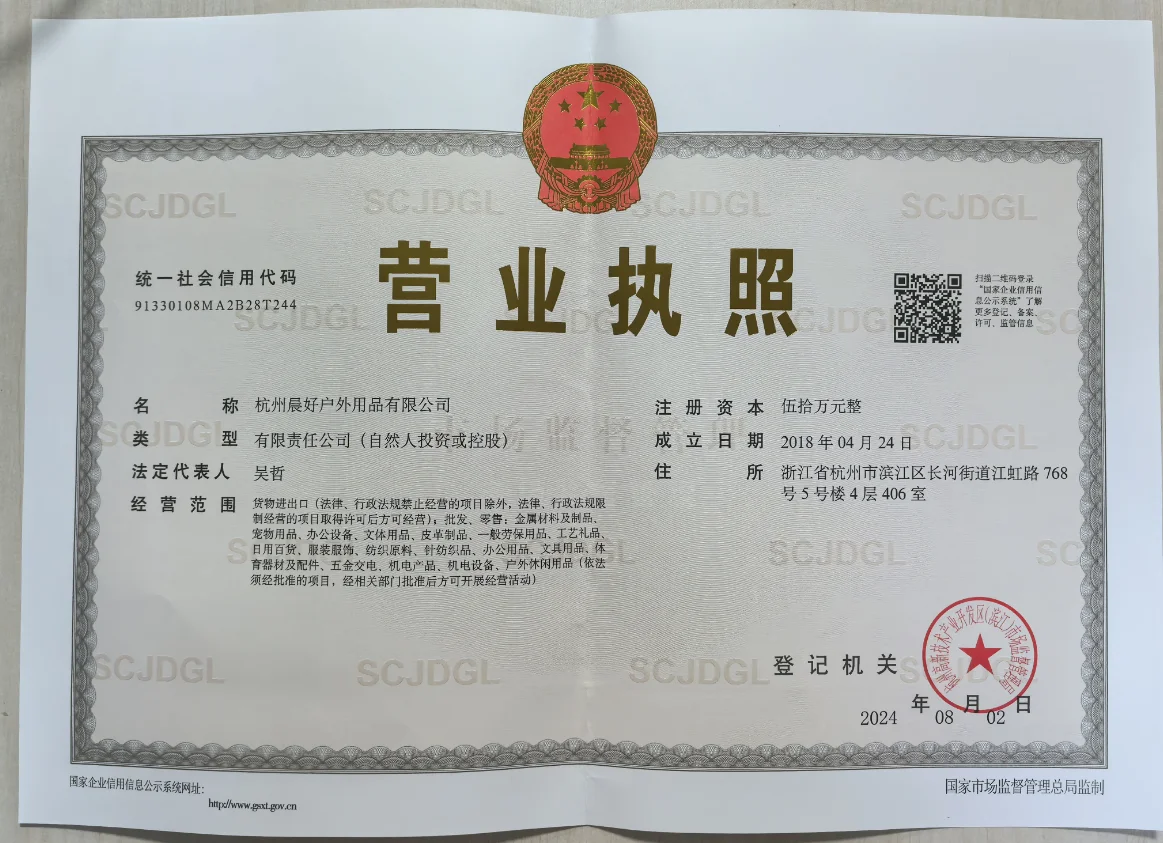 营业执照
统一社会信用代码
91330108MA2B28T244
扫描二维码登录
“国家企业信用信
息公示系统”了解
更多登记、备案、
许可、监管信息
名 称 杭州晨好户外用品有限公司
类 型 有限责任公司（自然人投资或控股）
法定代表人 吴哲
经营范围 货物进出口（法律、行政法规禁止经营的项目除外，法律、行政法规限
制经营的项目取得许可后方可经营）；批发、零售：金属材料及制品、
宠物用品、办公设备、文体用品、皮革制品、一般劳保用品、工艺礼品、
日用百货、服装服饰、纺织原料、针纺织品、办公用品、文具用品、体
育器材及配件、五金交电、机电产品、机电设备、户外休闲用品（依法
须经批准的项目，经相关部门批准后方可开展经营活动）
注册资本 伍拾万元整
成立日期 2018 年 04 月 24 日
住 所 浙江省杭州市滨江区长河街道江虹路 768
号 5 号楼 4 层 406 室
登记机关
2024 年 08 月 02 日
国家企业信用信息公示系统网址：
http://www.gsxt.gov.cn
国家市场监督管理总局监制